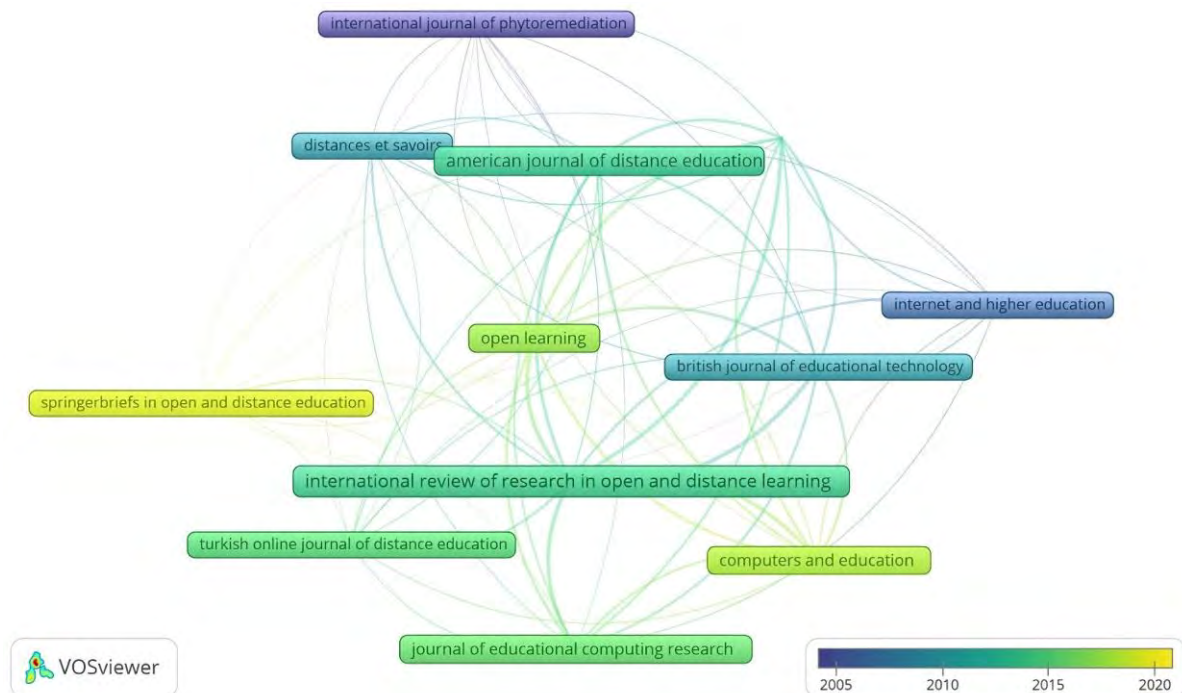 international journal of phytoremediation
distances et savoirs
american journal of distance education
internet and higher education
open learning
british journal of educational technology
springerbriefs in open and distance education
international review of research in open and distance learning
turkish online journal of distance education
computers and education
journal of educational computing research
VOSviewer
2005 2010 2015 2020